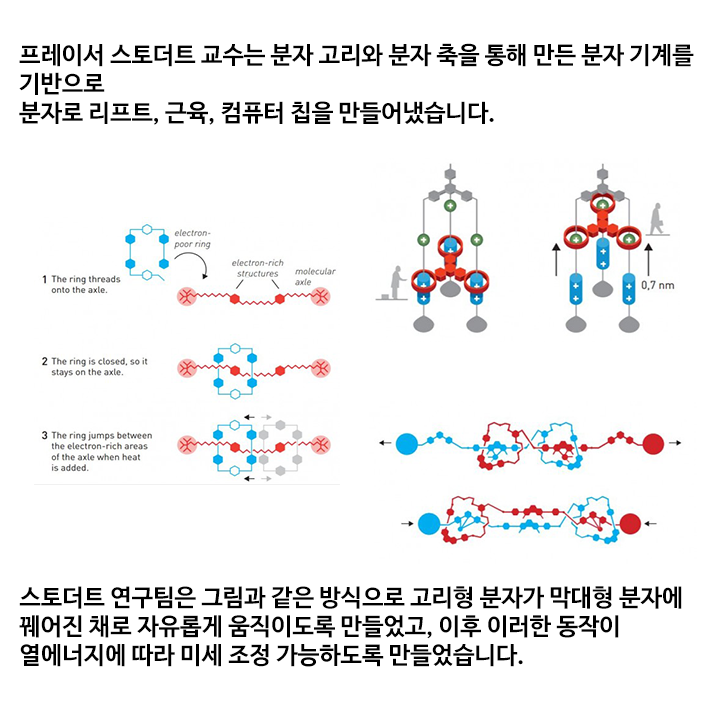 프레이서 스토더트 교수는 분자 고리와 분자 축을 통해 만든 분자 기계를
기반으로
분자로 리프트, 근육, 컴퓨터 칩을 만들어냈습니다.
electron-
poor ring
electron-rich
structures
molecular
axle
1 The ring threads
onto the axle.
2 The ring is closed, so it
stays on the axle.
3 The ring jumps between
the electron-rich areas
of the axle when heat
is added.
0,7 nm
스토더트 연구팀은 그림과 같은 방식으로 고리형 분자가 막대형 분자에
꿰어진 채로 자유롭게 움직이도록 만들었고, 이후 이러한 동작이
열에너지에 따라 미세 조정 가능하도록 만들었습니다.